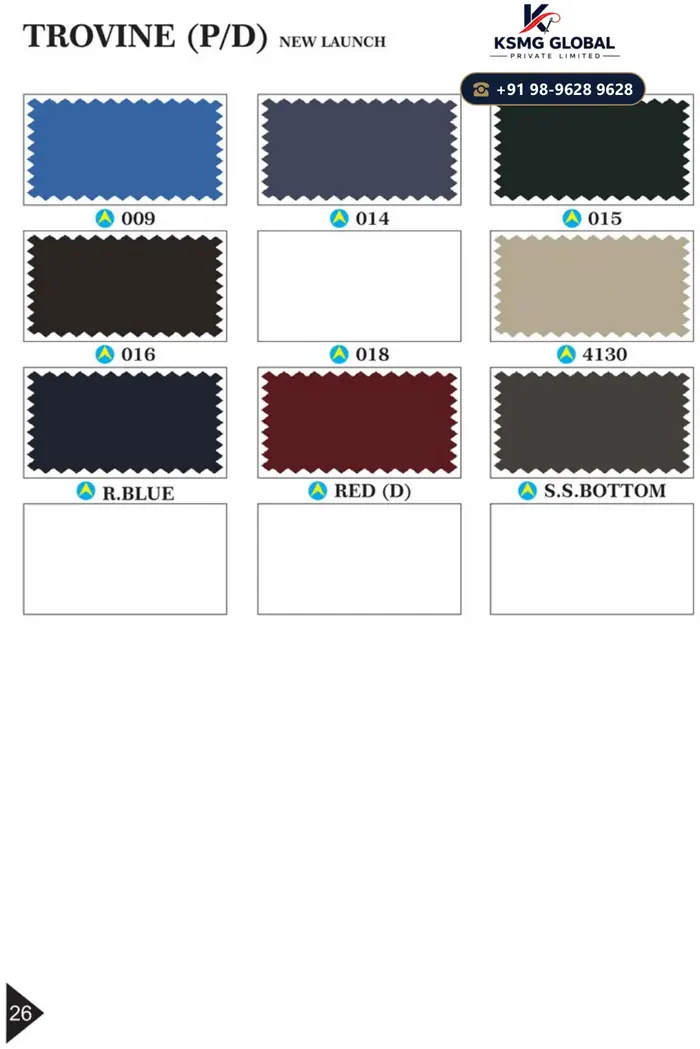 TROVINE (P/D) NEW LAUNCH
KSMG GLOBAL
PRIVATE LIMITED
+91 98-9628 9628
009
014
015
016
018
4130
R.BLUE
RED (D)
S.S.BOTTOM
26